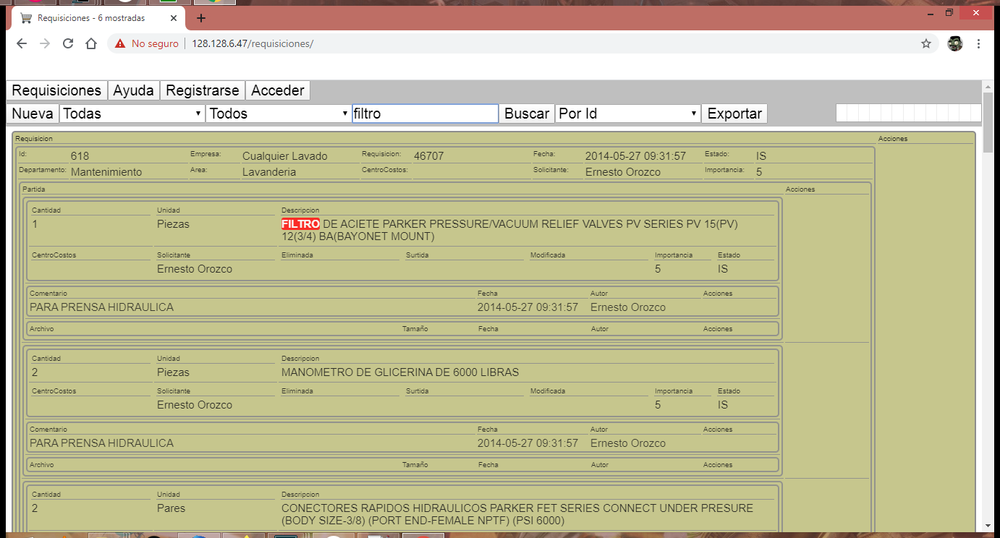 Requisiciones - 6 mostradas
No seguro 128.128.6.47/requisiciones/
Requisiciones Ayuda Registrarse Acceder
Nueva Todas Todos filtro Buscar Por Id Exportar
Requisicion Acciones
Id: 618 Empresa: Cualquier Lavado Requisicion: 46707 Fecha: 2014-05-27 09:31:57 Estado: IS
Departamento: Mantenimiento Area: Lavanderia CentroCostos: Solicitante: Ernesto Orozco Importancia: 5
Partida Acciones
Cantidad Unidad Descripcion
1 Piezas FILTRO DE ACIETE PARKER PRESSURE/VACUUM RELIEF VALVES PV SERIES PV 15(PV)
12(3/4) BA(BAYONET MOUNT)
CentroCostos Solicitante Eliminada Surtida Modificada Importancia Estado
Ernesto Orozco 5 IS
Comentario Fecha Autor Acciones
PARA PRENSA HIDRAULICA 2014-05-27 09:31:57 Ernesto Orozco
Archivo Tamaño Fecha Autor Acciones
Cantidad Unidad Descripcion
2 Piezas MANOMETRO DE GLICERINA DE 6000 LIBRAS
CentroCostos Solicitante Eliminada Surtida Modificada Importancia Estado
Ernesto Orozco 5 IS
Comentario Fecha Autor Acciones
PARA PRENSA HIDRAULICA 2014-05-27 09:31:57 Ernesto Orozco
Archivo Tamaño Fecha Autor Acciones
Cantidad Unidad Descripcion
2 Pares CONECTORES RAPIDOS HIDRAULICOS PARKER FET SERIES CONNECT UNDER PRESURE
(BODY SIZE-3/8) (PORT END-FEMALE NPTF) (PSI 6000)